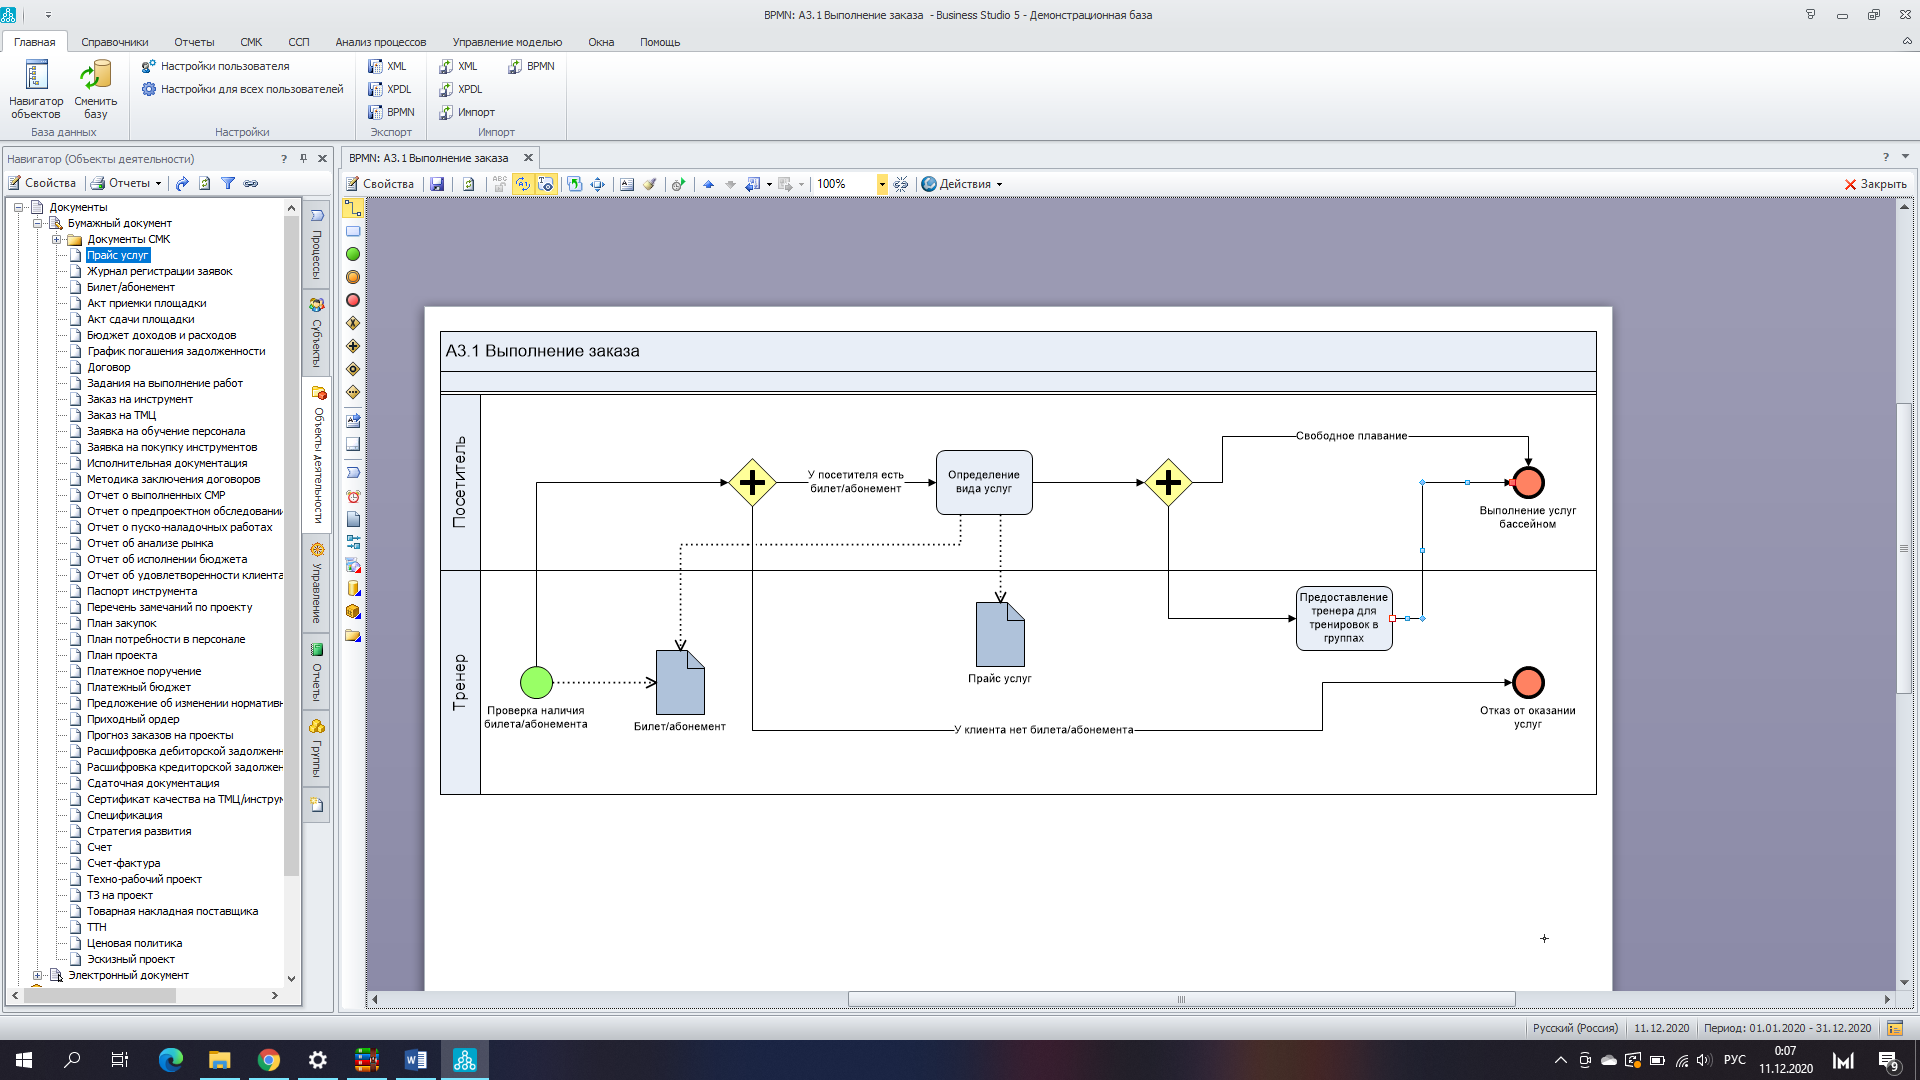 BPMN: А3.1 Выполнение заказа - Business Studio 5 - Демонстрационная база
Главная Справочники Отчеты СМК ССП Анализ процессов Управление моделью Окна Помощь
Навигатор объектов
Сменить базу
База данных
Настройки пользователя
Настройки для всех пользователей
Настройки
XML
XPDL
BPMN
Экспорт
XML
BPMN
XPDL
Импорт
Импорт
Навигатор (Объекты деятельности)
Свойства
Отчеты
Документы
Бумажный документ
Документы СМК
Прайс услуг
Журнал регистрации заявок
Билет/абонемент
Акт приемки площадки
Акт сдачи площадки
Бюджет доходов и расходов
График погашения задолженности
Договор
Задания на выполнение работ
Заказ на инструмент
Заказ на ТМЦ
Заявка на обучение персонала
Заявка на покупку инструментов
Исполнительная документация
Методика заключения договоров
Отчет о выполненных СМР
Отчет о предпроектном обследовани
Отчет о пуско-наладочных работах
Отчет об анализе рынка
Отчет об исполнении бюджета
Отчет об удовлетворенности клиента
Паспорт инструмента
Перечень замечаний по проекту
План закупок
План потребности в персонале
План проекта
Платежное поручение
Платежный бюджет
Предложение об изменении норматив
Приходный ордер
Прогноз заказов на проекты
Расшифровка дебиторской задолжен
Расшифровка кредиторской задолжен
Сдаточная документация
Сертификат качества на ТМЦ/инструм
Спецификация
Стратегия развития
Счет
Счет-фактура
Техно-рабочий проект
ТЗ на проект
Товарная накладная поставщика
ТТН
Ценовая политика
Эскизный проект
Электронный документ
Процессы
Субъекты
Объекты деятельности
Управление
Отчеты
Группы
BPMN: А3.1 Выполнение заказа
Свойства
ABC
100%
Действия
Закрыть
А3.1 Выполнение заказа
Посетитель
Тренер
У посетителя есть
билет/абонемент
Определение
вида услуг
Свободное плавание
Выполнение услуг
бассейном
Предоставление
тренера для
тренировок в
группах
Проверка наличия
билета/абонемента
Билет/абонемент
Прайс услуг
У клиента нет билета/абонемента
Отказ от оказании
услуг
Русский (Россия) 11.12.2020 Период: 01.01.2020 - 31.12.2020
РУС
0:07
11.12.2020
9